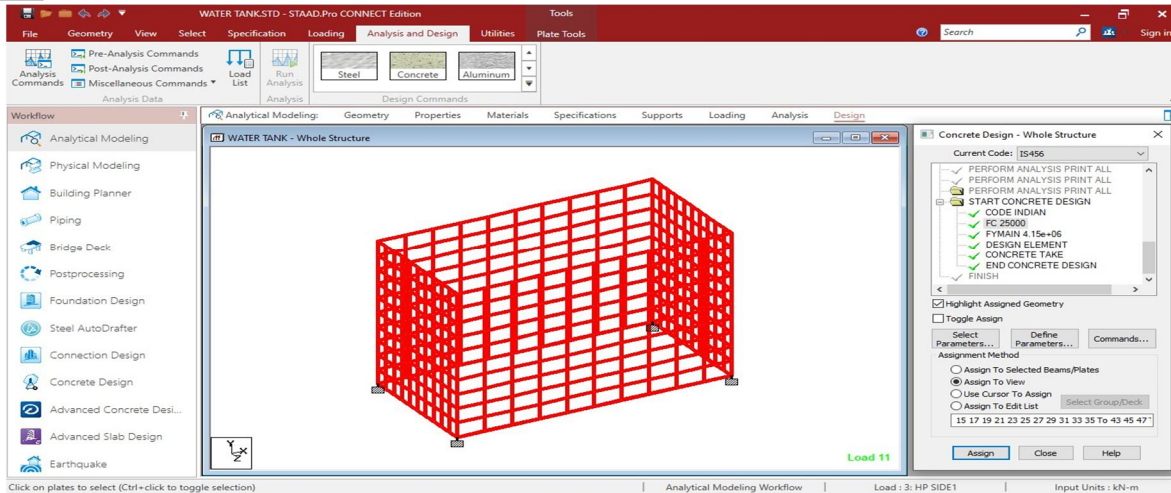 WATER TANK.STD - STAAD.Pro CONNECT Edition
Tools
File Geometry View Select Specification Loading Analysis and Design Utilities Plate Tools
Search
Sign in
Analysis Commands
Pre-Analysis Commands
Post-Analysis Commands
Miscellaneous Commands
Load List
Run Analysis
Steel Concrete Aluminum
Analysis Data Analysis Design Commands
Workflow
Analytical Modeling: Geometry Properties Materials Specifications Supports Loading Analysis Design
Analytical Modeling
Physical Modeling
Building Planner
Piping
Bridge Deck
Postprocessing
Foundation Design
Steel AutoDrafter
Connection Design
Concrete Design
Advanced Concrete Desi...
Advanced Slab Design
Earthquake
WATER TANK - Whole Structure
Y
X
Z
Load 11
Concrete Design - Whole Structure
Current Code: IS456
PERFORM ANALYSIS PRINT ALL
PERFORM ANALYSIS PRINT ALL
PERFORM ANALYSIS PRINT ALL
START CONCRETE DESIGN
CODE INDIAN
FC 25000
FYMAIN 4.15e+06
DESIGN ELEMENT
CONCRETE TAKE
END CONCRETE DESIGN
FINISH
Highlight Assigned Geometry
Toggle Assign
Select Parameters...
Define Parameters...
Commands...
Assignment Method
Assign To Selected Beams/Plates
Assign To View
Use Cursor To Assign
Select Group/Deck
Assign To Edit List
15 17 19 21 23 25 27 29 31 33 35 To 43 45 47
Assign Close Help
Click on plates to select (Ctrl+click to toggle selection)
Analytical Modeling Workflow
Load : 3: HP SIDE1
Input Units : kN-m